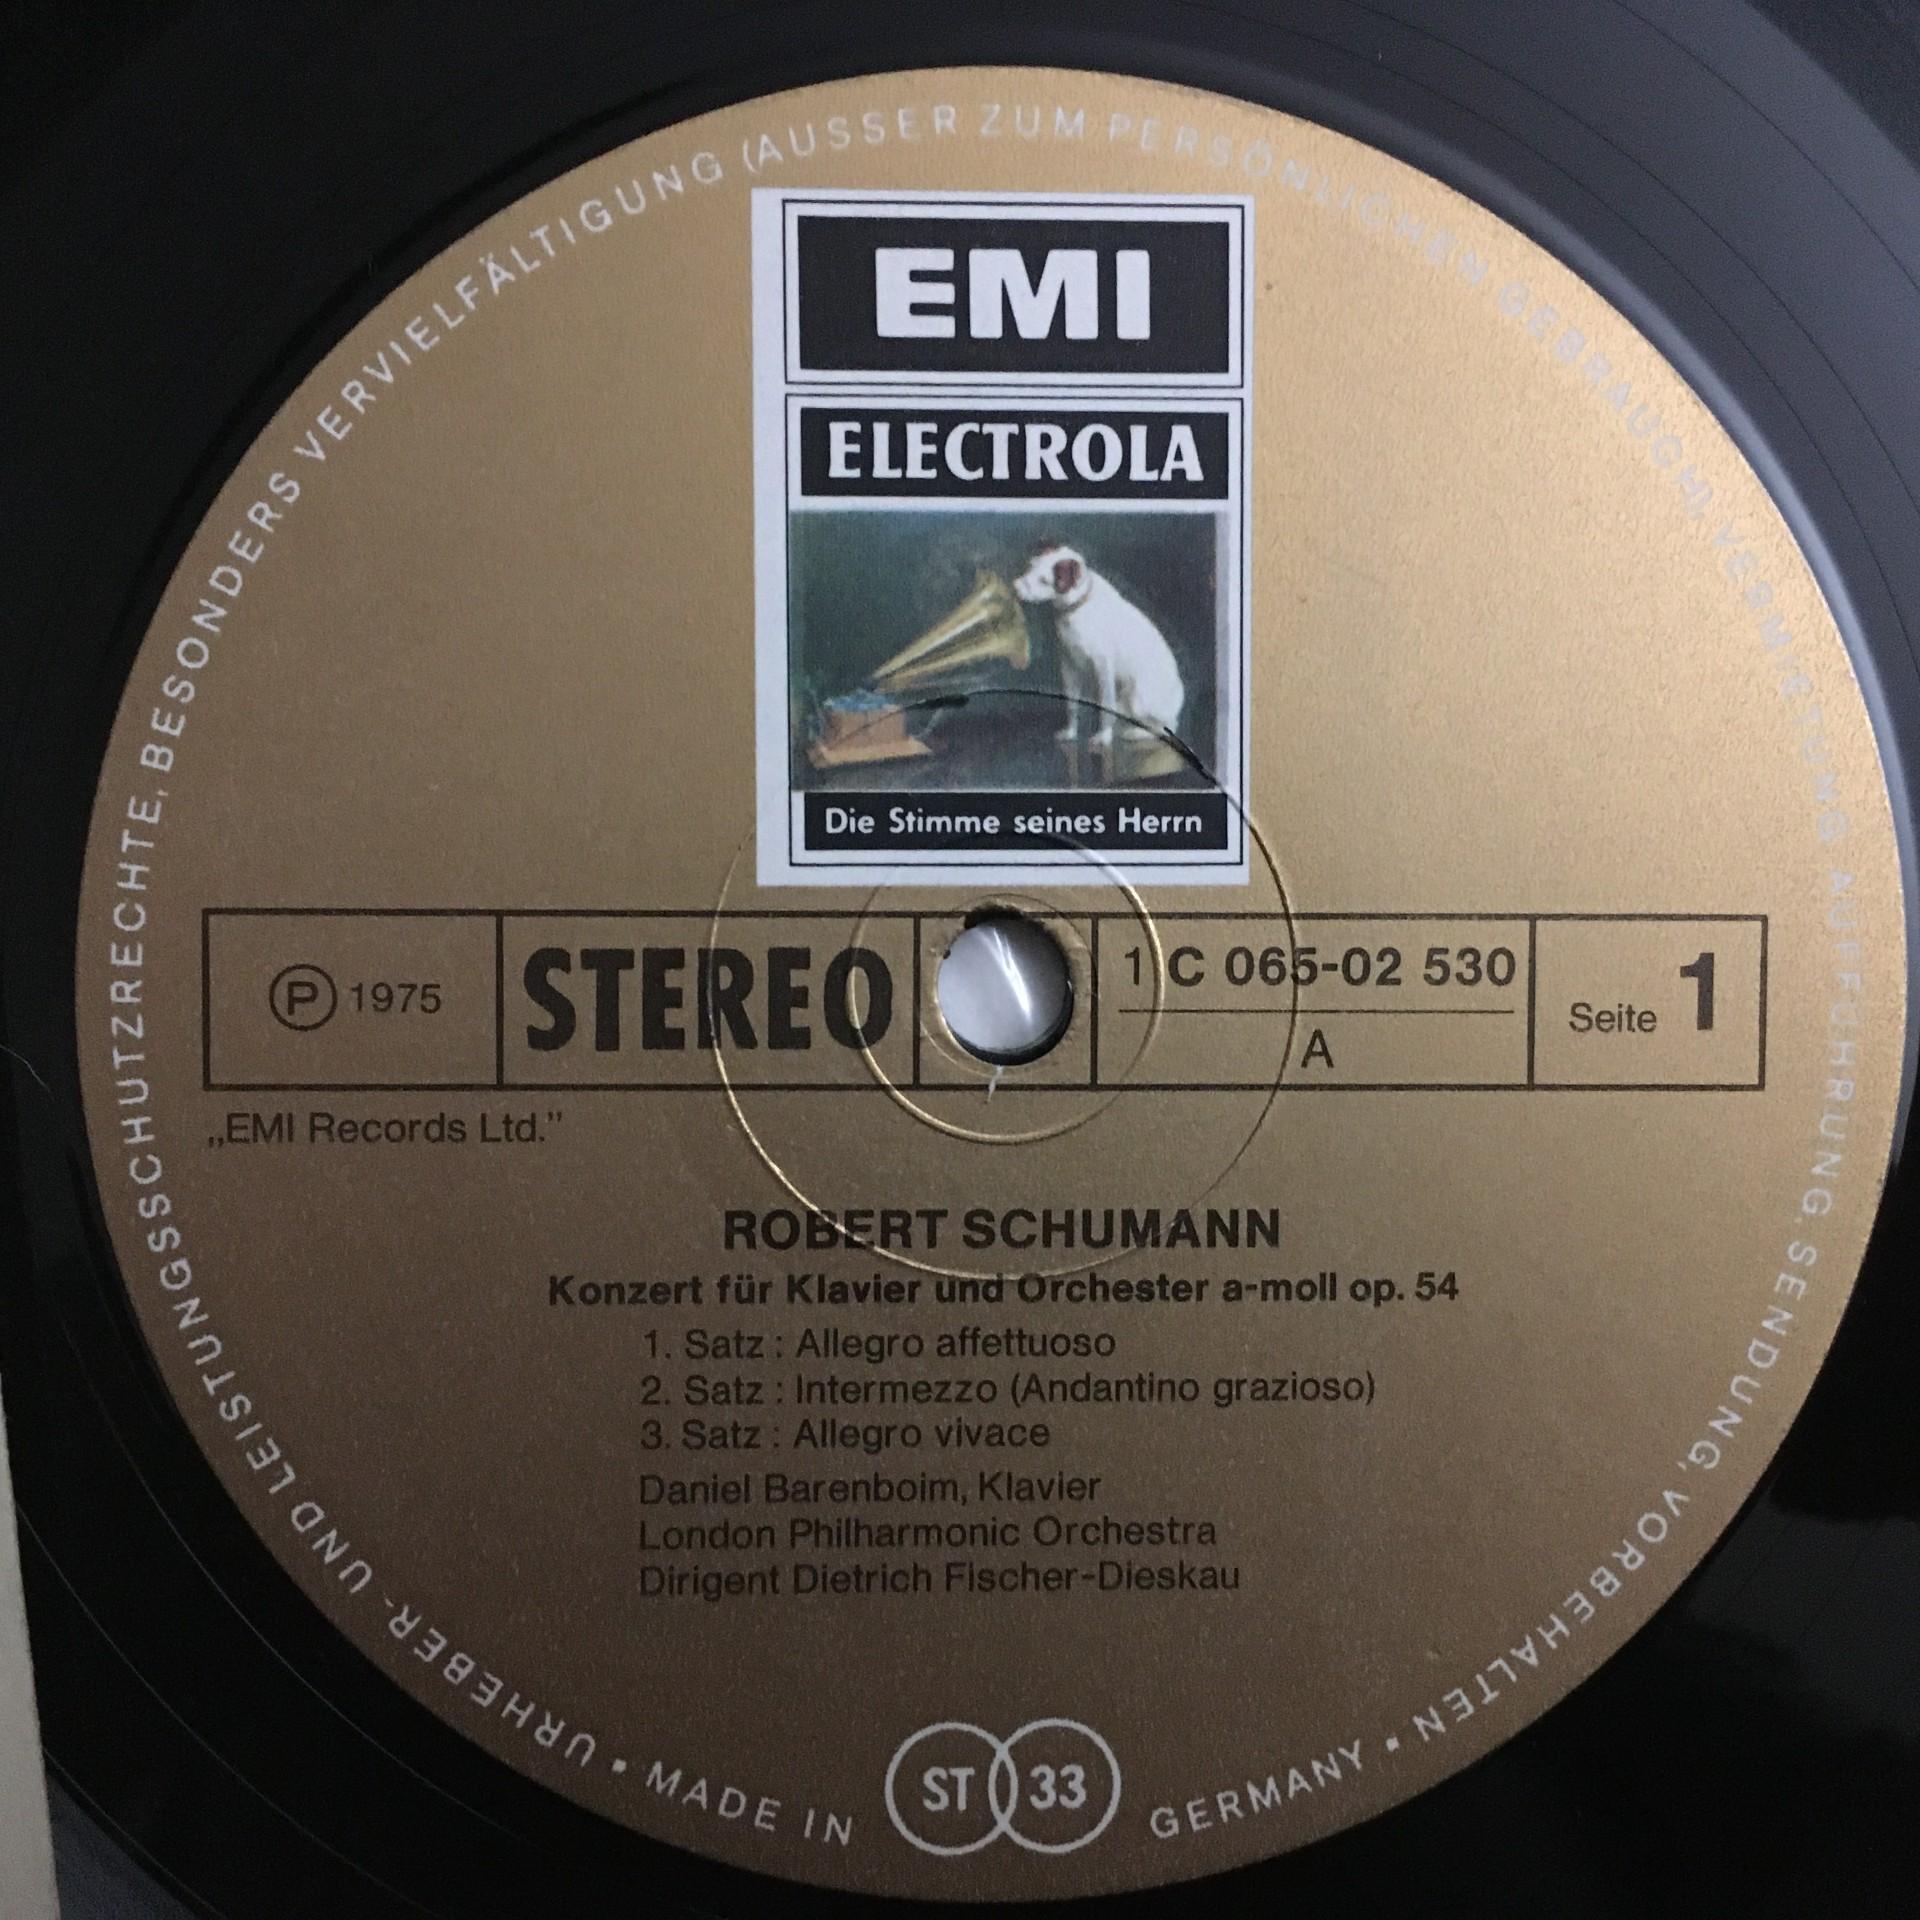 URHEBER- UND LEISTUNGSSCHUTZRECHTE, BESONDERS VERVIELFÄLTIGUNG (AUSSER ZUM PERSÖNLICHEN GEBRAUCH), VERMIETUNG, AUFFÜHRUNG, SENDUNG, VORBEHALTEN
EMI
ELECTROLA
Die Stimme seines Herrn
Ⓟ 1975
STEREO
1 C 065-02 530
A
Seite 1
„EMI Records Ltd.”
ROBERT SCHUMANN
Konzert für Klavier und Orchester a-moll op. 54
1. Satz : Allegro affettuoso
2. Satz : Intermezzo (Andantino grazioso)
3. Satz : Allegro vivace
Daniel Barenboim, Klavier
London Philharmonic Orchestra
Dirigent Dietrich Fischer-Dieskau
• MADE IN ST 33 GERMANY •